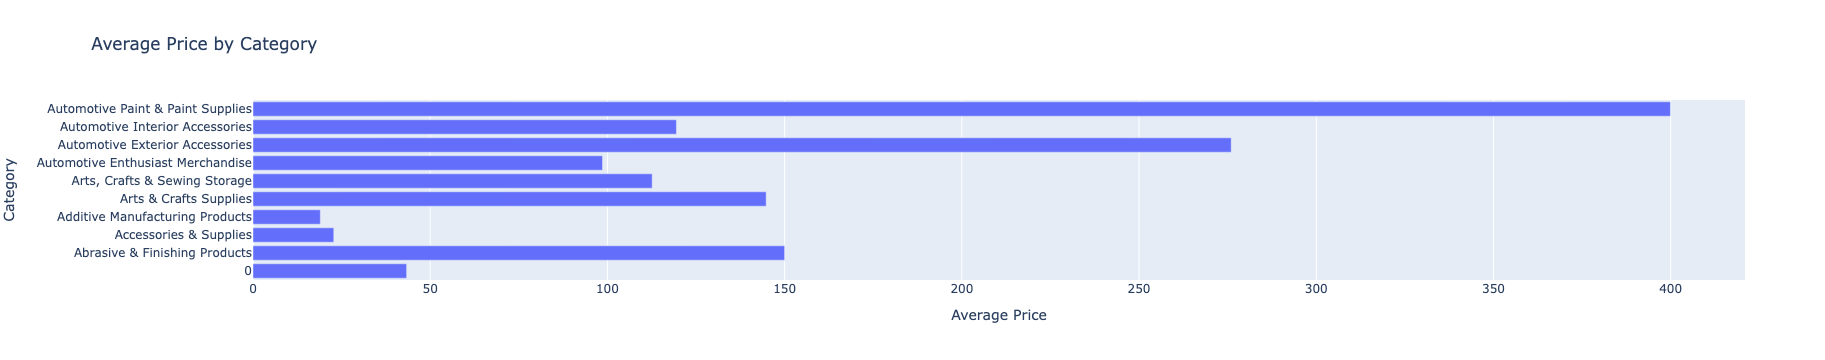 Average Price by Category
Category
Automotive Paint & Paint Supplies
Automotive Interior Accessories
Automotive Exterior Accessories
Automotive Enthusiast Merchandise
Arts, Crafts & Sewing Storage
Arts & Crafts Supplies
Additive Manufacturing Products
Accessories & Supplies
Abrasive & Finishing Products
0
0 50 100 150 200 250 300 350 400
Average Price